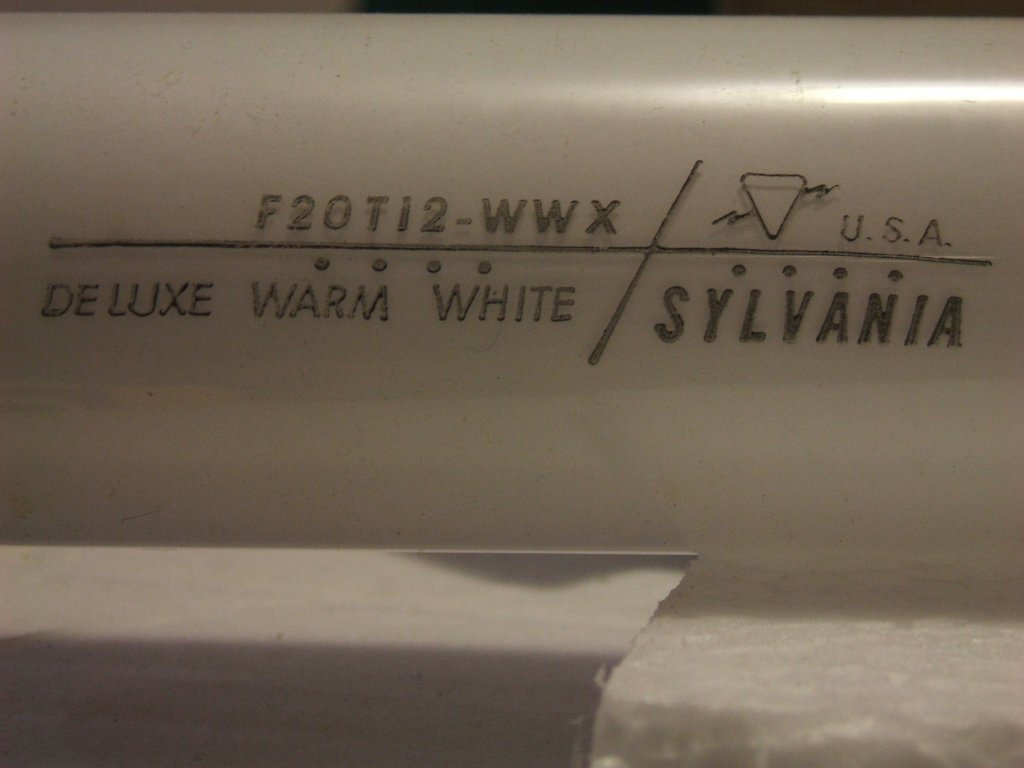 F20T12-WWX
DELUXE WARM WHITE
U.S.A.
SYLVANIA